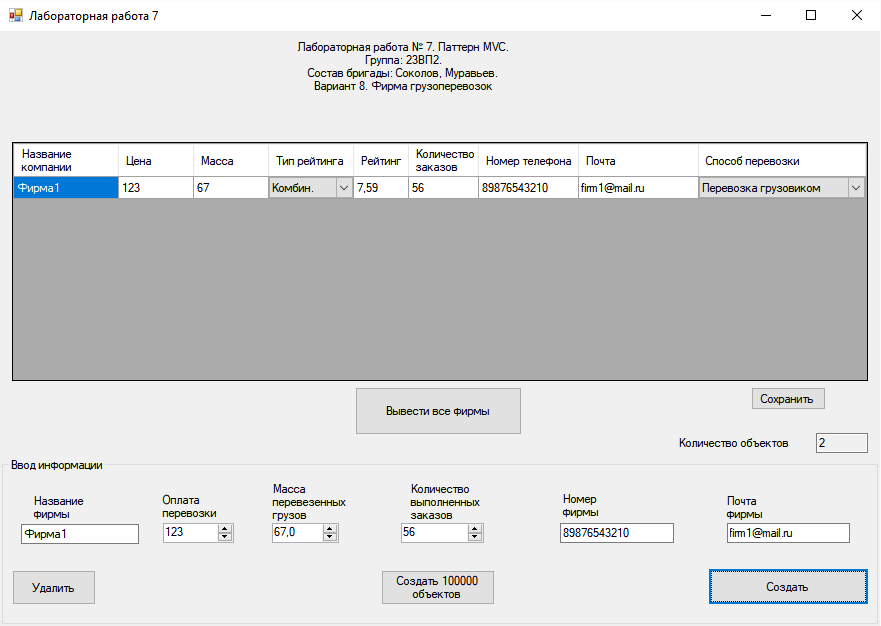 Лабораторная работа 7
Лабораторная работа № 7. Паттерн MVC.
Группа: 23ВП2.
Состав бригады: Соколов, Муравьев.
Вариант 8. Фирма грузоперевозок
Название компании Цена Масса Тип рейтинга Рейтинг Количество заказов Номер телефона Почта Способ перевозки
Фирма1 123 67 Комбин. 7,59 56 89876543210 firm1@mail.ru Перевозка грузовиком
Вывести все фирмы
Сохранить
Количество объектов 2
Ввод информации
Название
фирмы
Фирма1
Оплата
перевозки
123
Масса
перевезенных
грузов
67,0
Количество
выполненных
заказов
56
Номер
фирмы
89876543210
Почта
фирмы
firm1@mail.ru
Удалить
Создать 100000
объектов
Создать